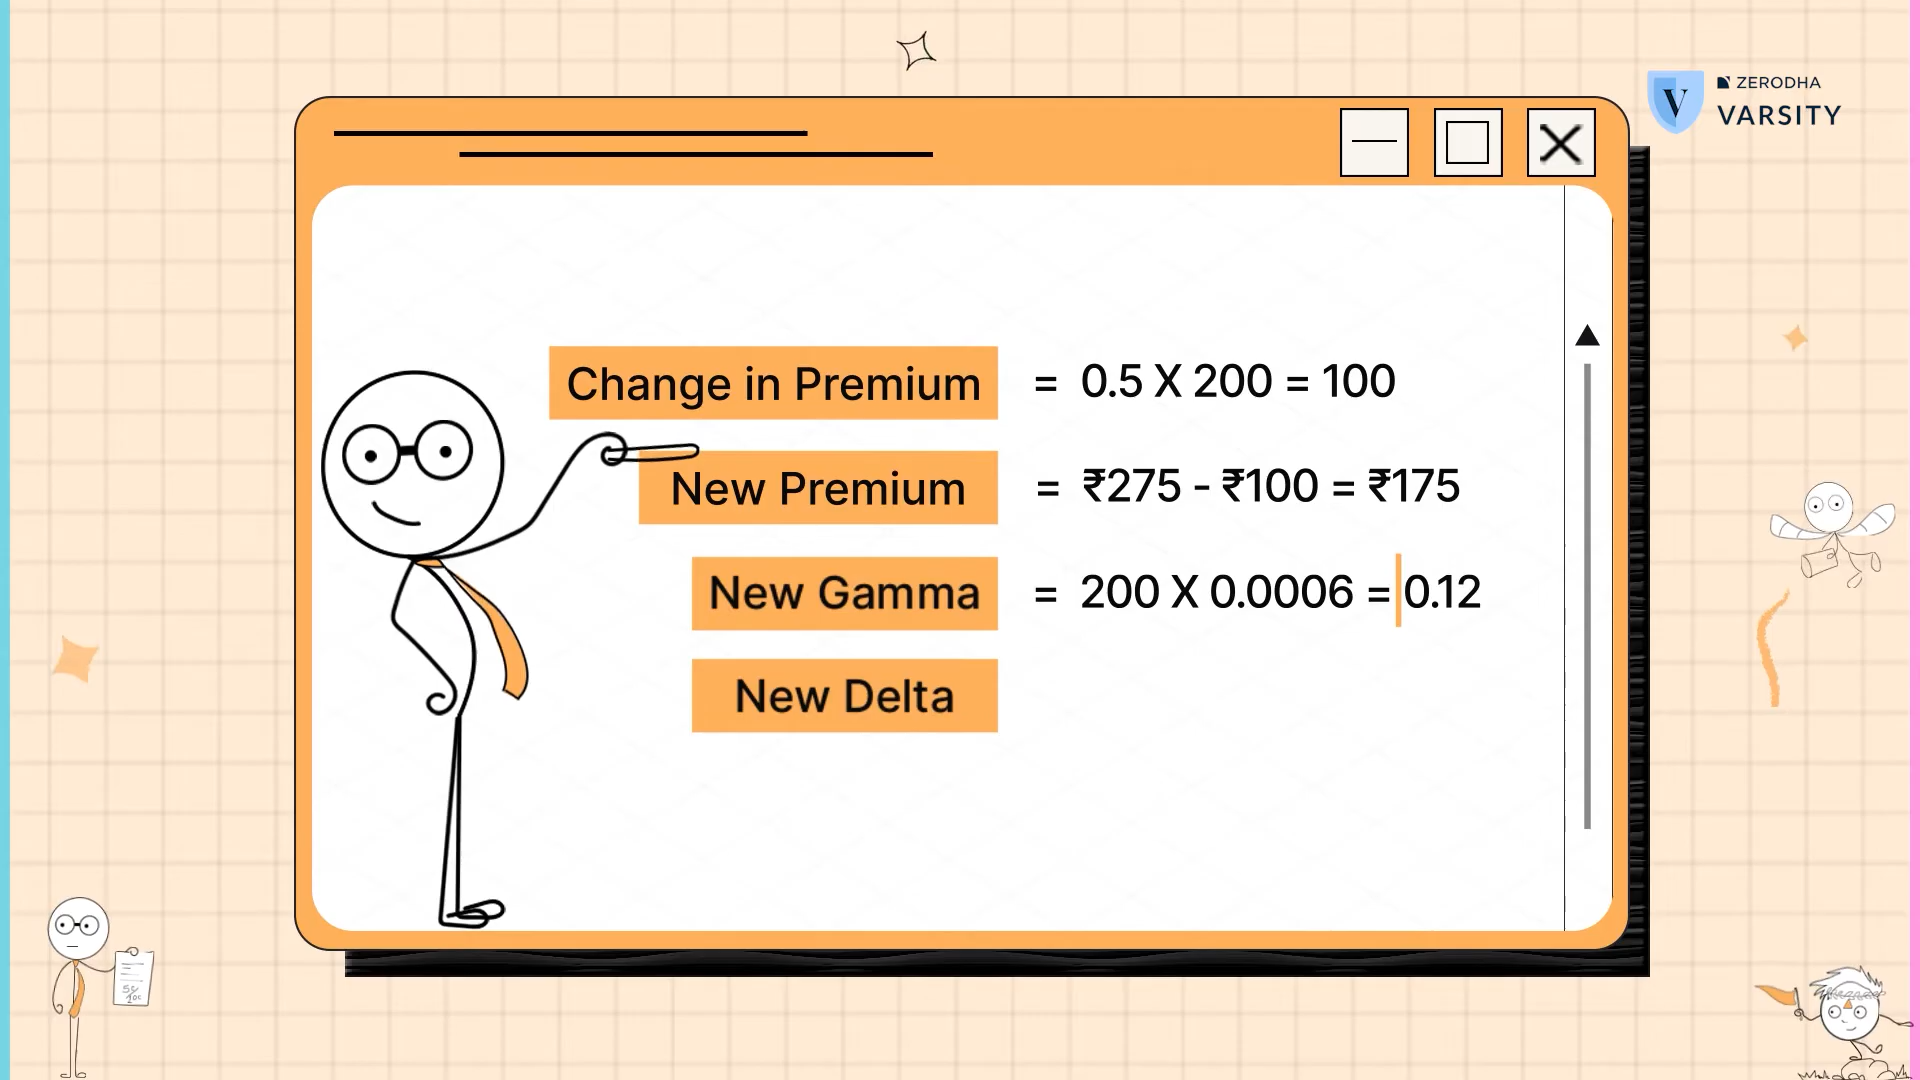 ZERODHA
VARSITY
Change in Premium = 0.5 X 200 = 100
New Premium = ₹275 - ₹100 = ₹175
New Gamma = 200 X 0.0006 = 0.12
New Delta